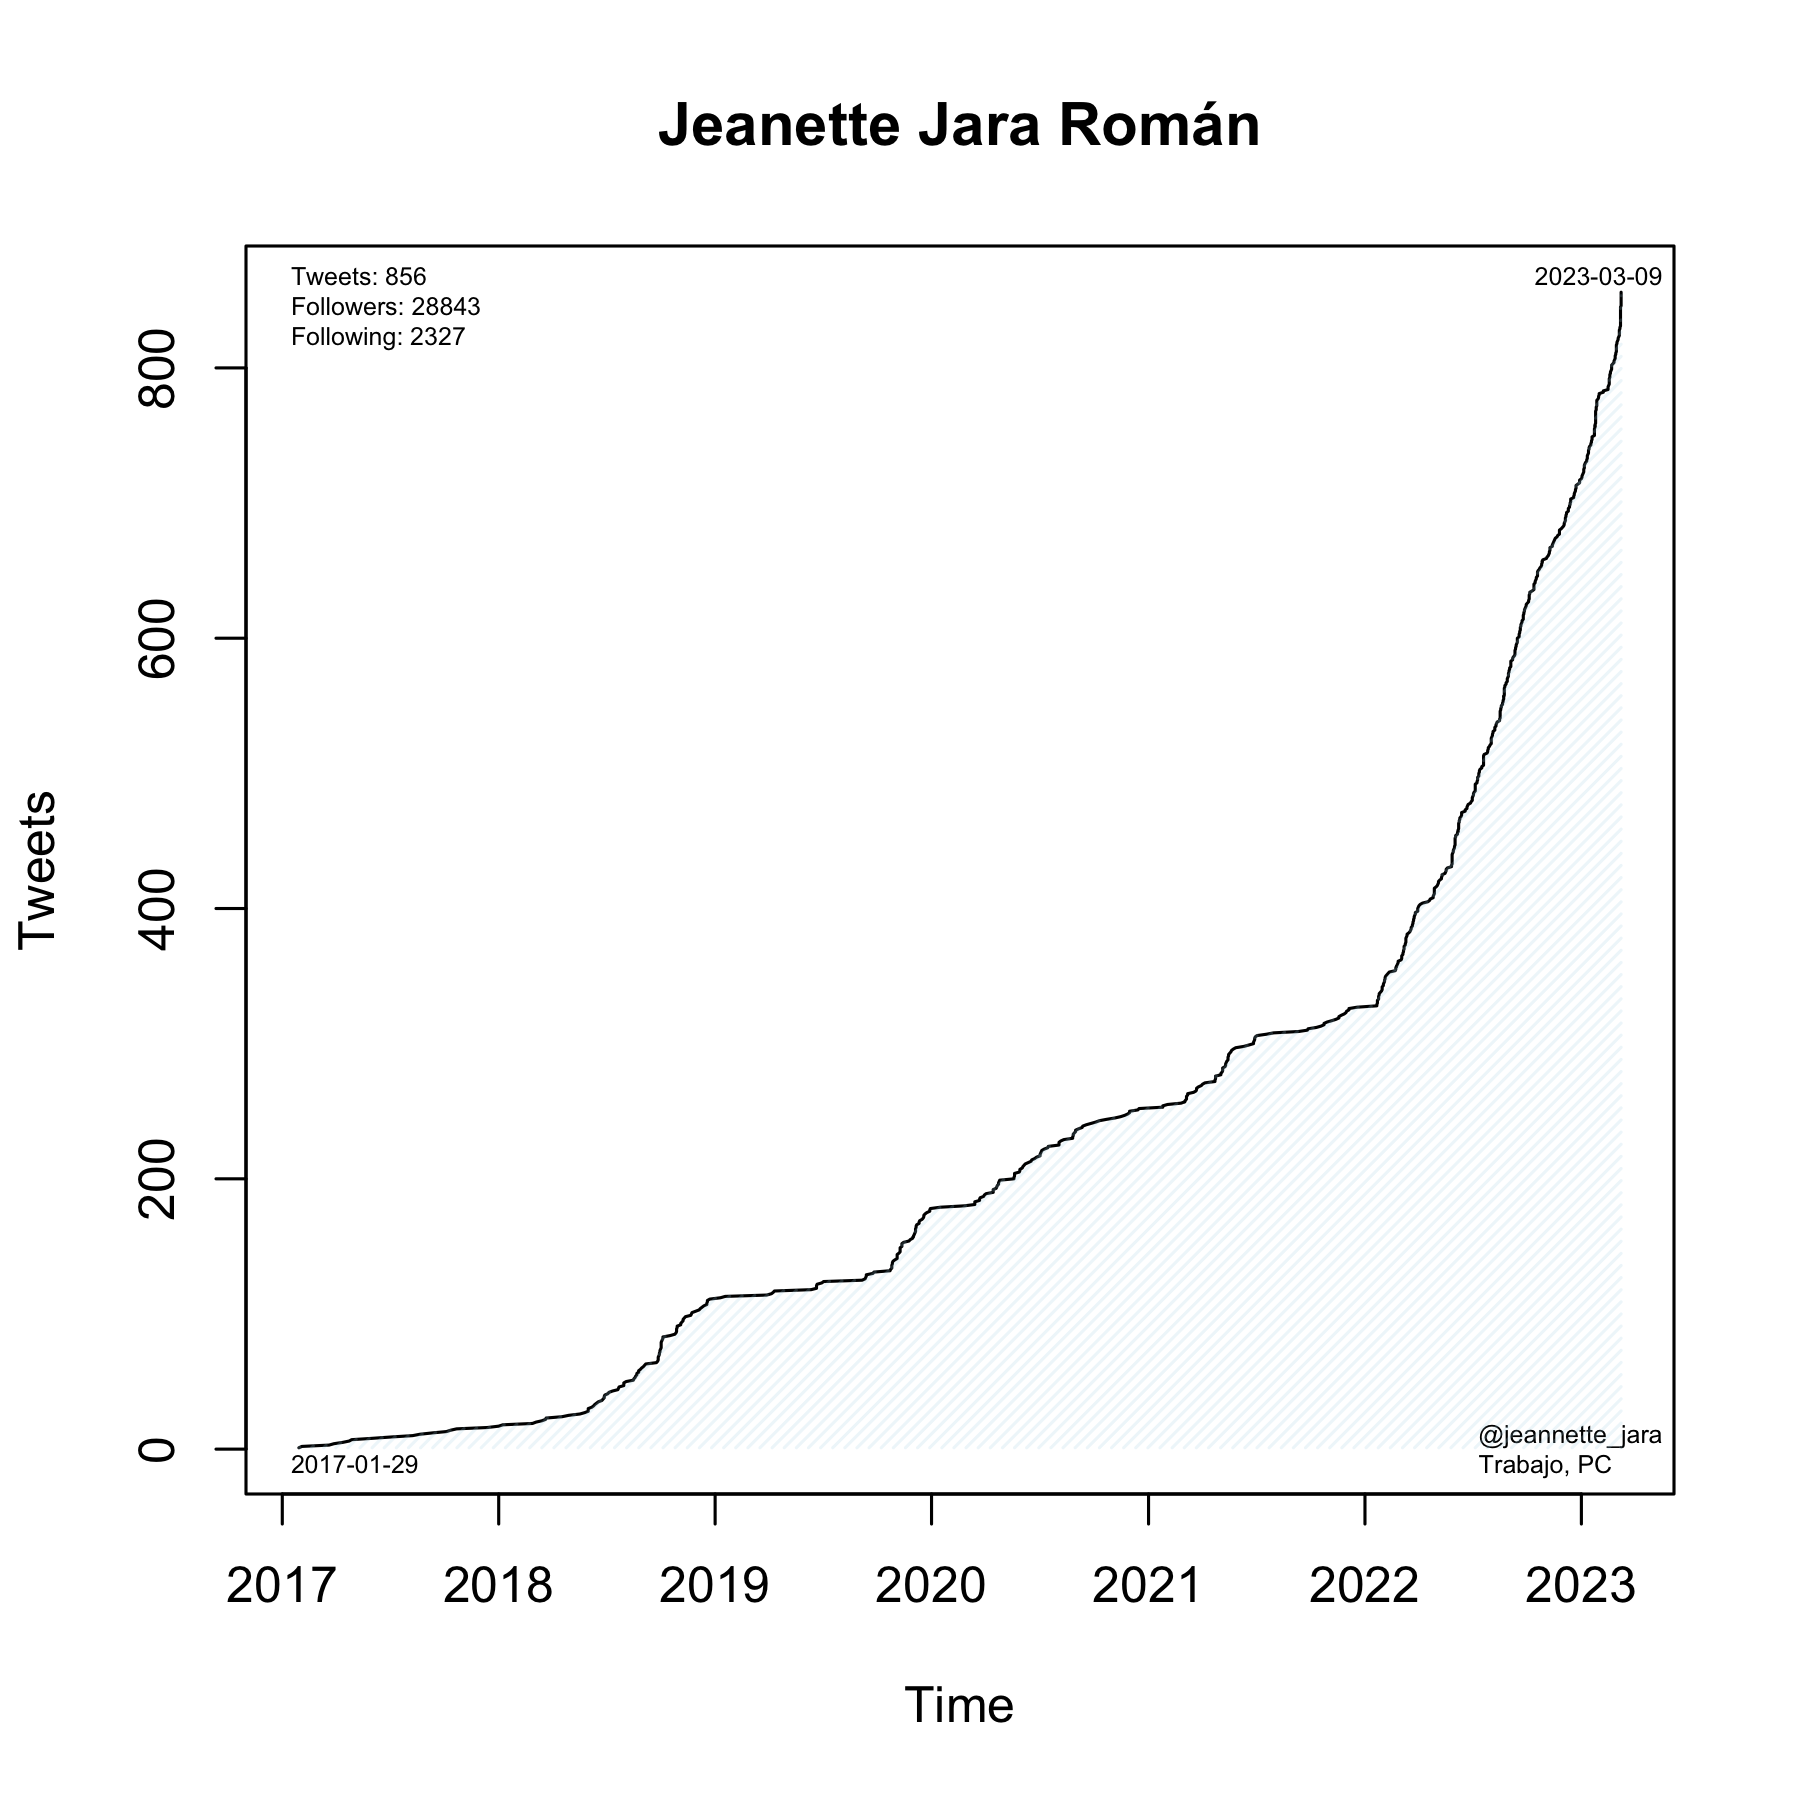 Jeanette Jara Román
Tweets: 856
Followers: 28843
Following: 2327
2023-03-09
800
600
400
200
0
Tweets
2017-01-29
@jeannette_jara
Trabajo, PC
2017 2018 2019 2020 2021 2022 2023
Time